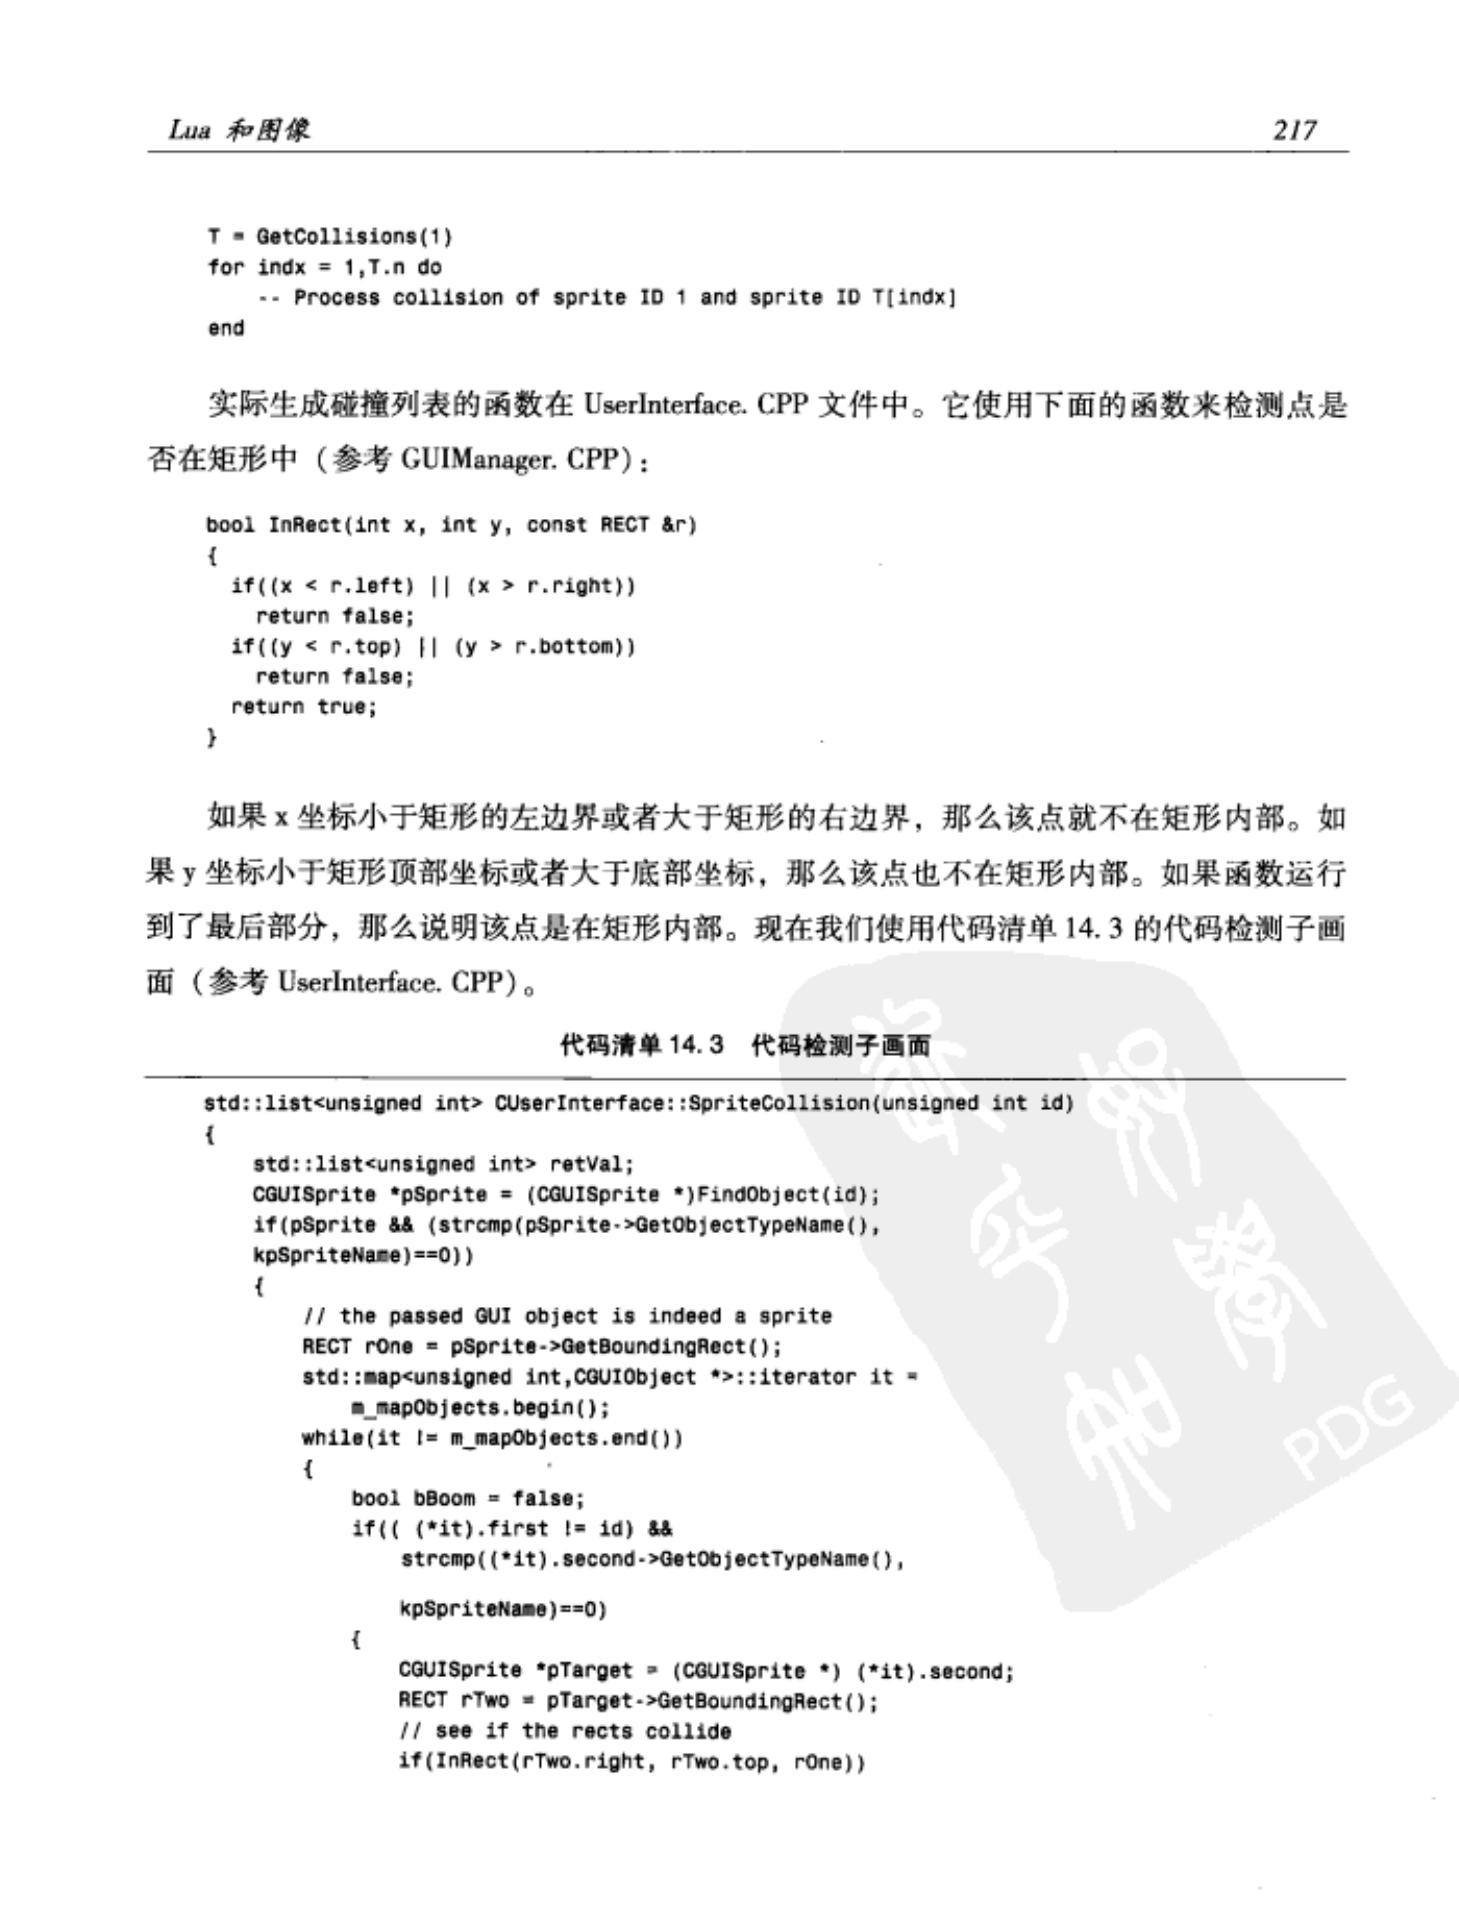 Lua 和图像 217
T = GetCollisions(1)
for indx = 1,T.n do
    -- Process collision of sprite ID 1 and sprite ID T[indx]
end
实际生成碰撞列表的函数在 UserInterface. CPP 文件中。它使用下面的函数来检测点是
否在矩形中（参考 GUIManager. CPP）：
bool InRect(int x, int y, const RECT &r)
{
  if((x < r.left) || (x > r.right))
    return false;
  if((y < r.top) || (y > r.bottom))
    return false;
  return true;
}
如果 x 坐标小于矩形的左边界或者大于矩形的右边界，那么该点就不在矩形内部。如
果 y 坐标小于矩形顶部坐标或者大于底部坐标，那么该点也不在矩形内部。如果函数运行
到了最后部分，那么说明该点是在矩形内部。现在我们使用代码清单 14. 3 的代码检测子画
面（参考 UserInterface. CPP）。
代码清单 14. 3 代码检测子画面
std::list<unsigned int> CUserInterface::SpriteCollision(unsigned int id)
{
    std::list<unsigned int> retVal;
    CGUISprite *pSprite = (CGUISprite *)FindObject(id);
    if(pSprite && (strcmp(pSprite->GetObjectTypeName(),
    kpSpriteName)==0))
    {
        // the passed GUI object is indeed a sprite
        RECT rOne = pSprite->GetBoundingRect();
        std::map<unsigned int,CGUIObject *>::iterator it =
            m_mapObjects.begin();
        while(it != m_mapObjects.end())
        {
            bool bBoom = false;
            if(( (*it).first != id) &&
                strcmp((*it).second->GetObjectTypeName(),
                kpSpriteName)==0)
            {
                CGUISprite *pTarget = (CGUISprite *) (*it).second;
                RECT rTwo = pTarget->GetBoundingRect();
                // see if the rects collide
                if(InRect(rTwo.right, rTwo.top, rOne))
PDG